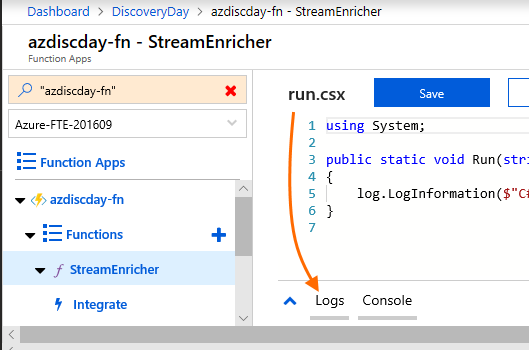 Dashboard > DiscoveryDay > azdiscday-fn - StreamEnricher
azdiscday-fn - StreamEnricher
Function Apps
"azdiscday-fn"
Azure-FTE-201609
Function Apps
azdiscday-fn
Functions
StreamEnricher
Integrate
run.csx
Save
1 using System;
2
3 public static void Run(stri
4 {
5 log.LogInformation($"C#
6 }
7
Logs Console